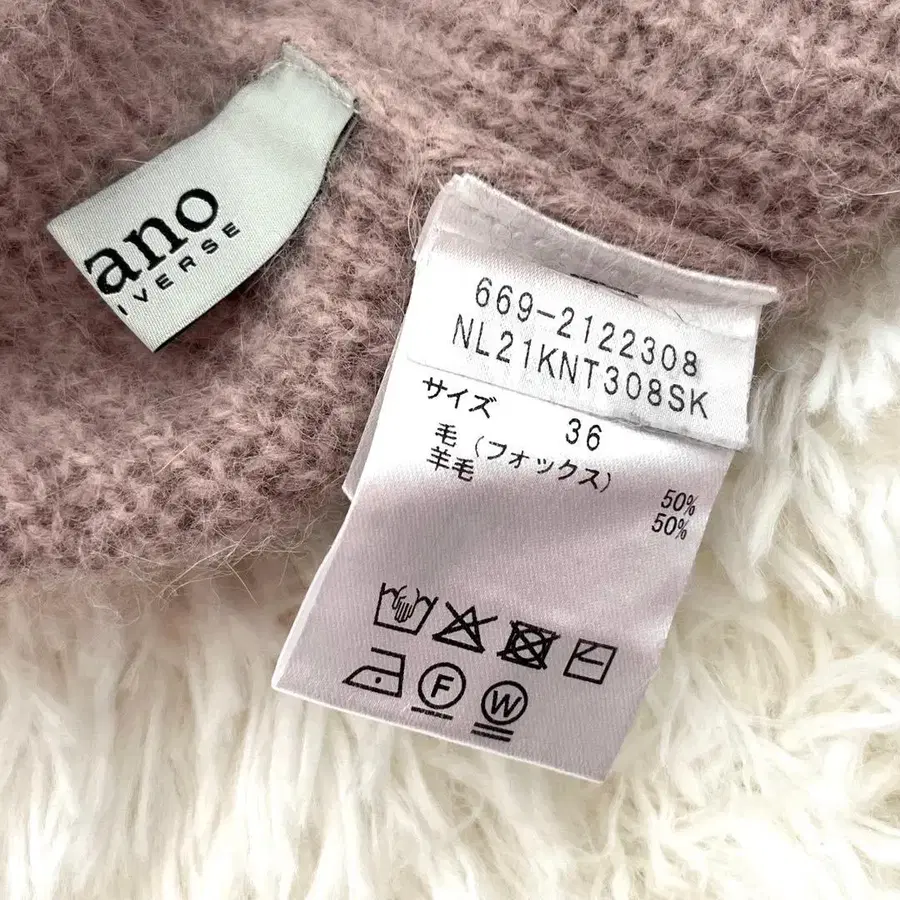 ano
IVERSE
669-2122308
NL21KNT308SK
サイズ 36
毛(フォックス) 50%
羊毛 50%
F
W